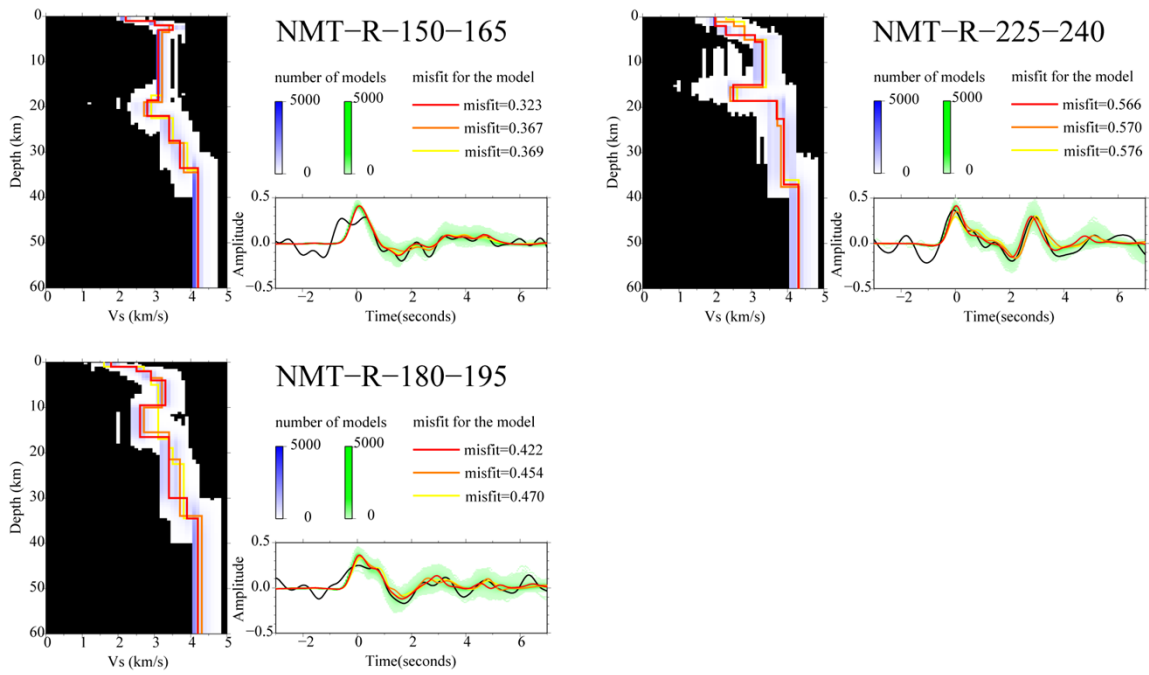 NMT−R−150−165
number of models
misfit for the model
5000
0
5000
0
misfit=0.323
misfit=0.367
misfit=0.369
0
10
20
30
40
50
60
Depth (km)
0 1 2 3 4 5
Vs (km/s)
0.5
0.0
−0.5
Amplitude
−2 0 2 4 6
Time(seconds)
NMT−R−225−240
number of models
misfit for the model
5000
0
5000
0
misfit=0.566
misfit=0.570
misfit=0.576
0
10
20
30
40
50
60
Depth (km)
0 1 2 3 4 5
Vs (km/s)
0.5
0.0
−0.5
Amplitude
−2 0 2 4 6
Time(seconds)
NMT−R−180−195
number of models
misfit for the model
5000
0
5000
0
misfit=0.422
misfit=0.454
misfit=0.470
0
10
20
30
40
50
60
Depth (km)
0 1 2 3 4 5
Vs (km/s)
0.5
0.0
−0.5
Amplitude
−2 0 2 4 6
Time(seconds)